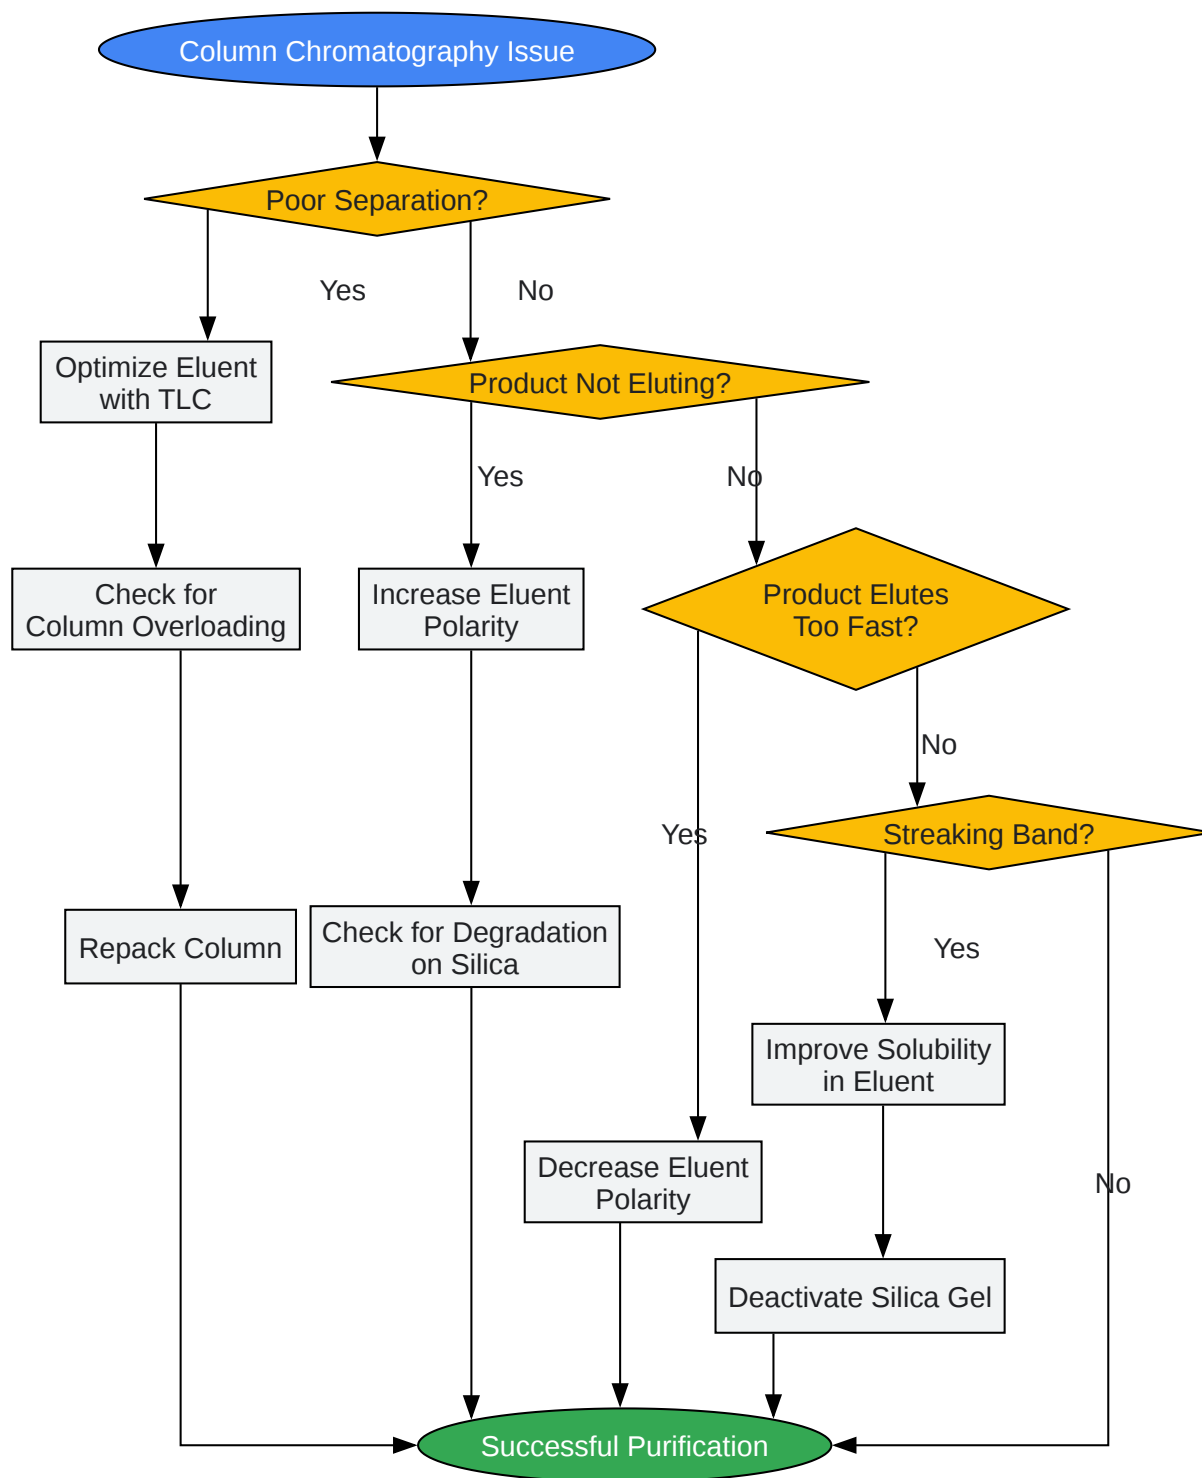 Column Chromatography Issue
Poor Separation?
Yes
No
Optimize Eluent
with TLC
Product Not Eluting?
Yes
No
Check for
Column Overloading
Increase Eluent
Polarity
Product Elutes
Too Fast?
No
Yes
Streaking Band?
Repack Column
Check for Degradation
on Silica
Yes
Improve Solubility
in Eluent
Decrease Eluent
Polarity
No
Deactivate Silica Gel
Successful Purification